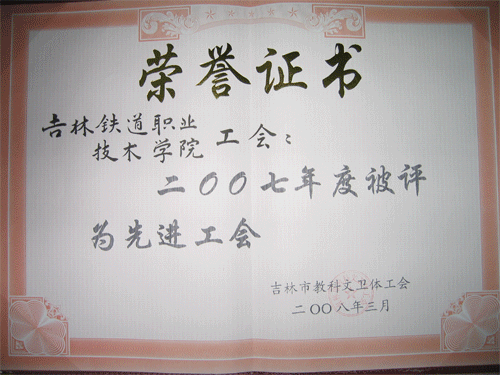 荣誉证书
吉林铁道职业
技术学院 工会：
二〇〇七年度被评
为先进工会
吉林市教科文卫体工会
二〇〇八年三月